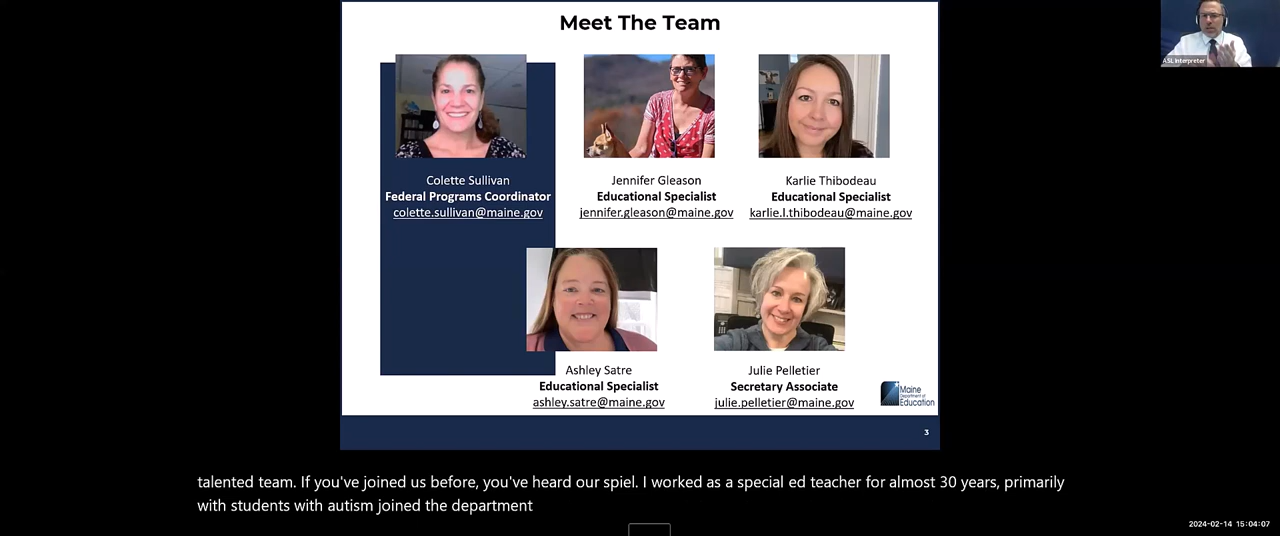 Meet The Team
ASL Interpreter
Colette Sullivan
Federal Programs Coordinator
colette.sullivan@maine.gov
Jennifer Gleason
Educational Specialist
jennifer.gleason@maine.gov
Karlie Thibodeau
Educational Specialist
karlie.l.thibodeau@maine.gov
Ashley Satre
Educational Specialist
ashley.satre@maine.gov
Julie Pelletier
Secretary Associate
julie.pelletier@maine.gov
Maine
Department of
Education
3
talented team. If you've joined us before, you've heard our spiel. I worked as a special ed teacher for almost 30 years, primarily
with students with autism joined the department
2024-02-14 15:04:07